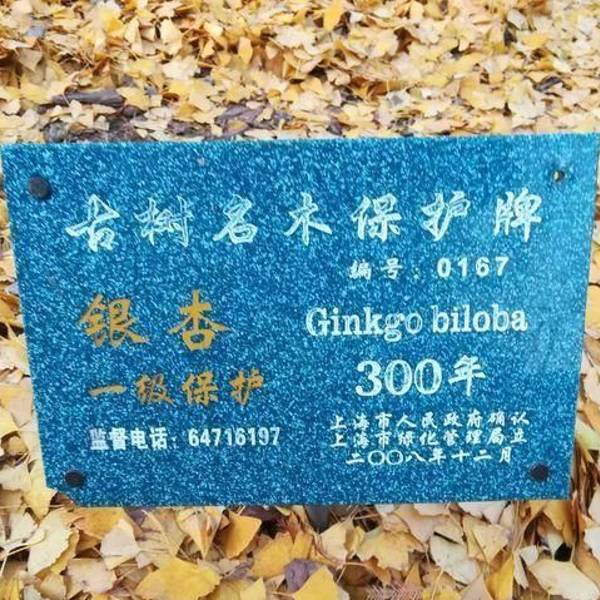 古树名木保护牌
编号：0167
银杏 Ginkgo biloba
一级保护 300年
监督电话：64716197
上海市人民政府确认
上海市绿化管理局立
二〇〇八年十二月